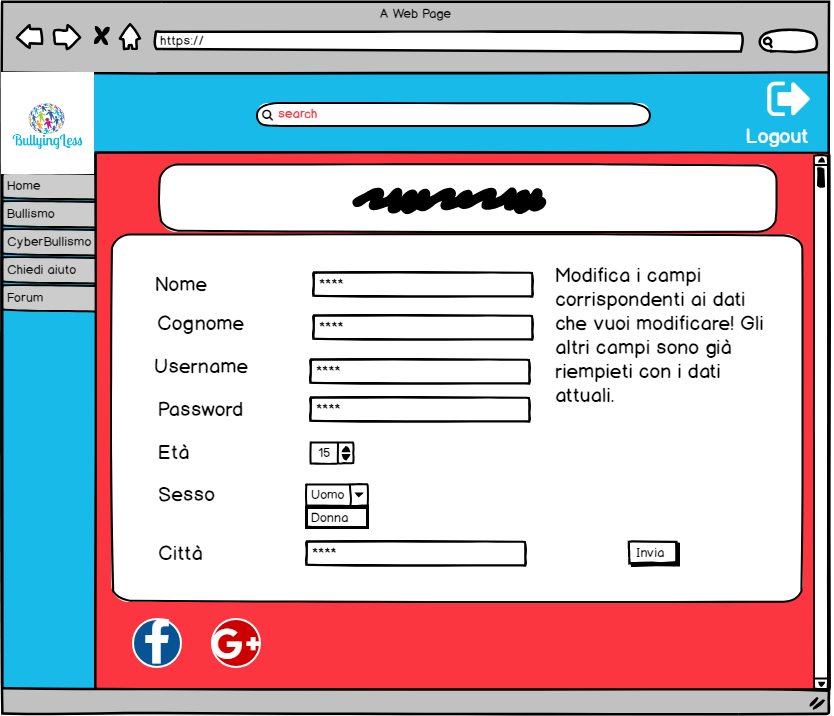 A Web Page
https://
search
Logout
BullyingLess
Home
Bullismo
CyberBullismo
Chiedi aiuto
Forum
Nome
****
Cognome
****
Username
****
Password
****
Età
15
Sesso
Uomo
Donna
Città
****
Modifica i campi
corrispondenti ai dati
che vuoi modificare! Gli
altri campi sono già
riempieti con i dati
attuali.
Invia
f
G+